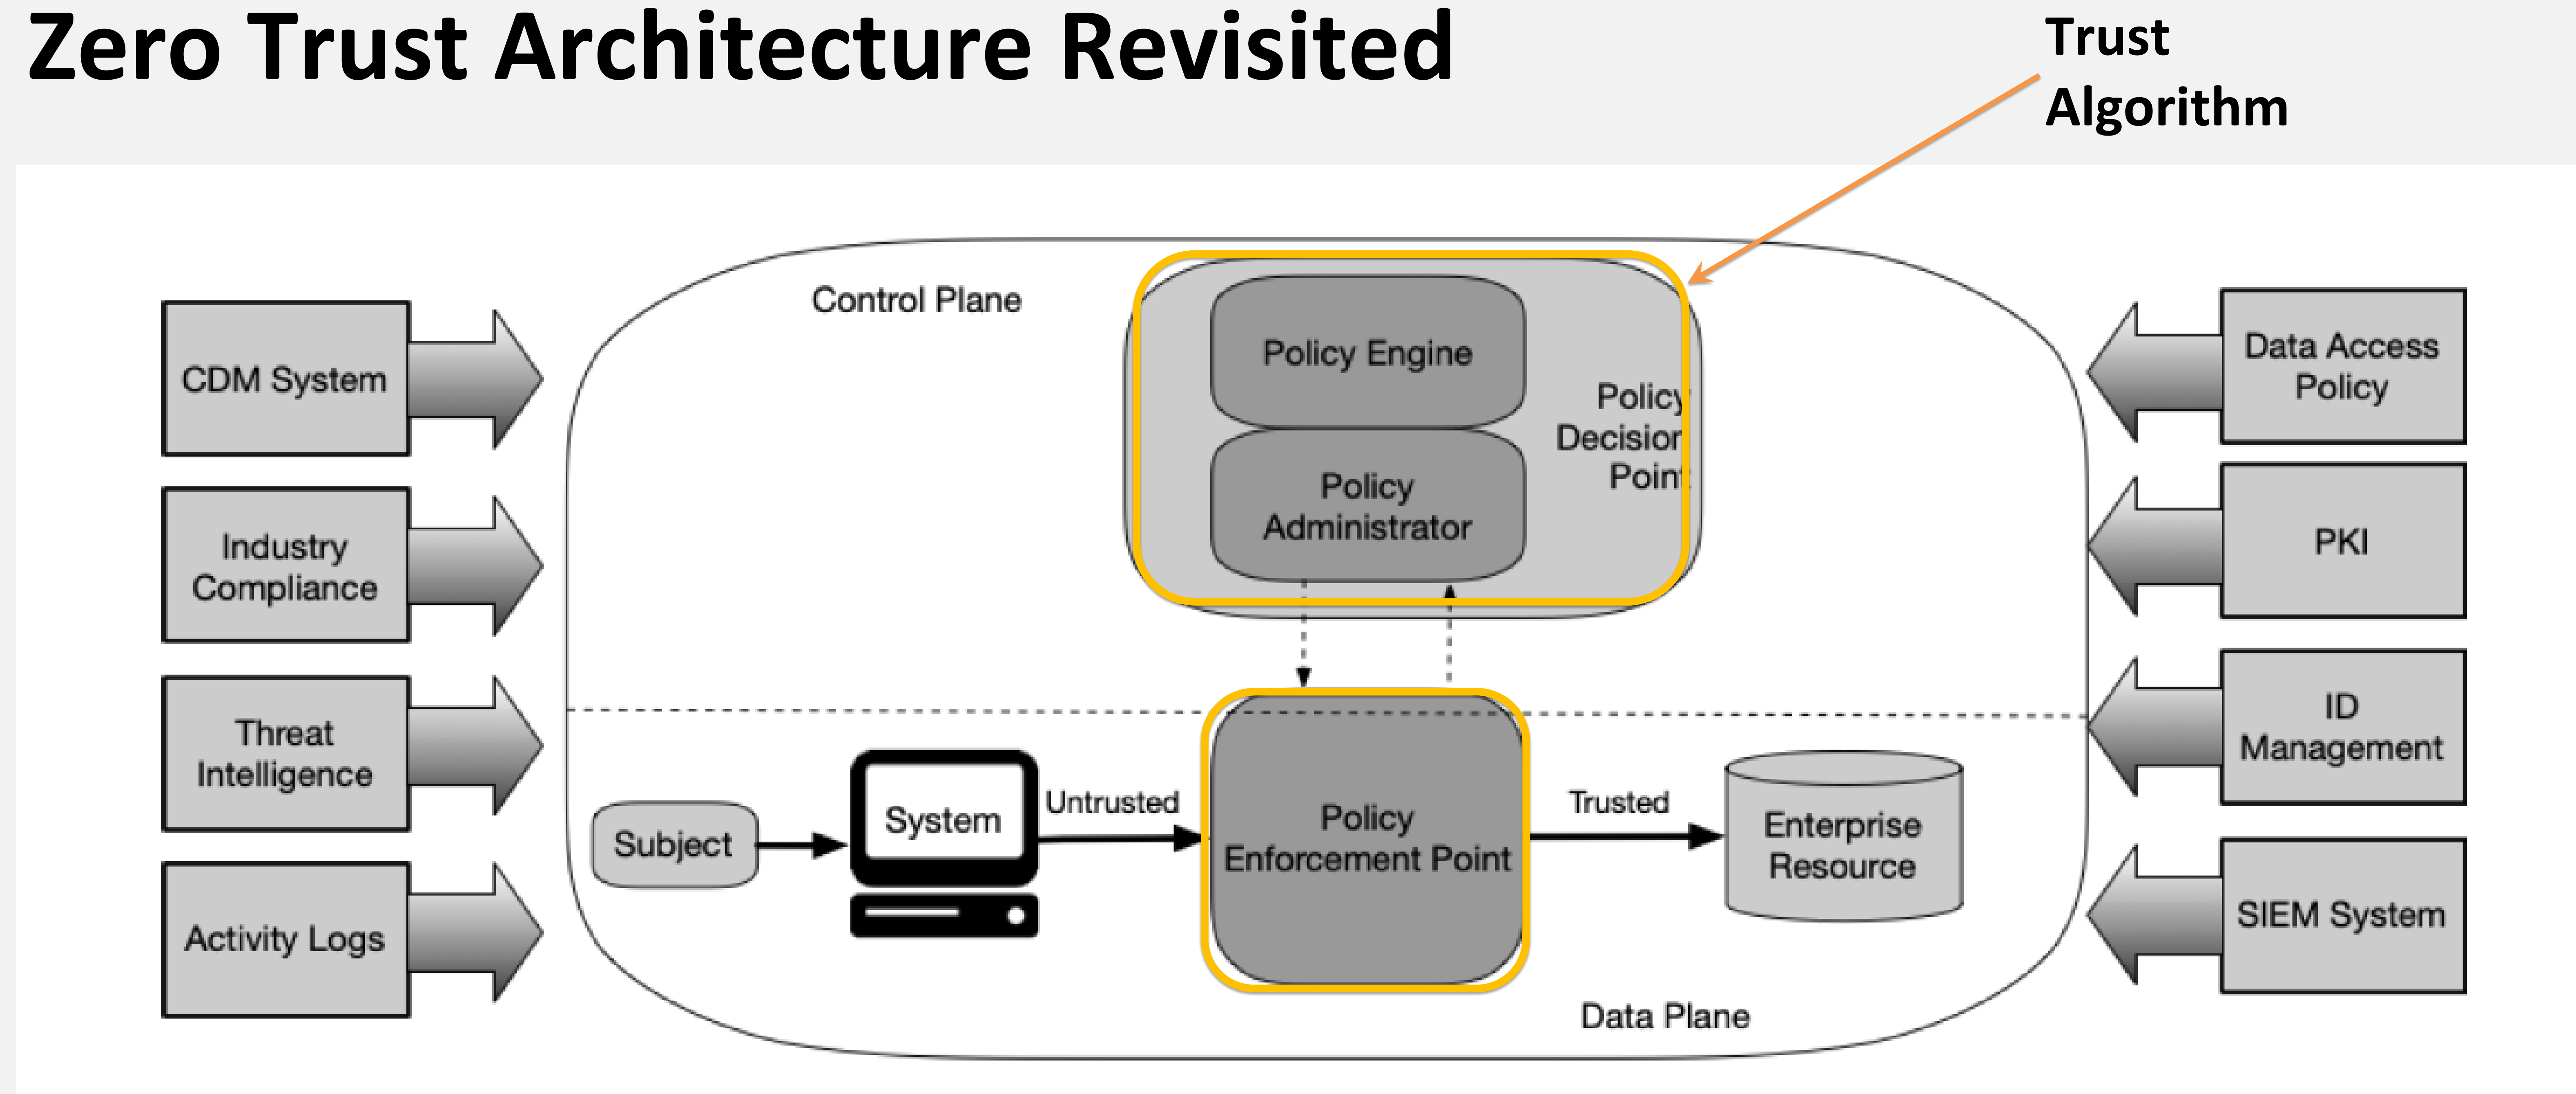 Zero Trust Architecture Revisited
Trust
Algorithm
Control Plane
Policy Engine
Policy
Administrator
Policy
Decision
Point
CDM System
Industry
Compliance
Threat
Intelligence
Activity Logs
Data Access
Policy
PKI
ID
Management
SIEM System
Subject
System
Untrusted
Policy
Enforcement Point
Trusted
Enterprise
Resource
Data Plane